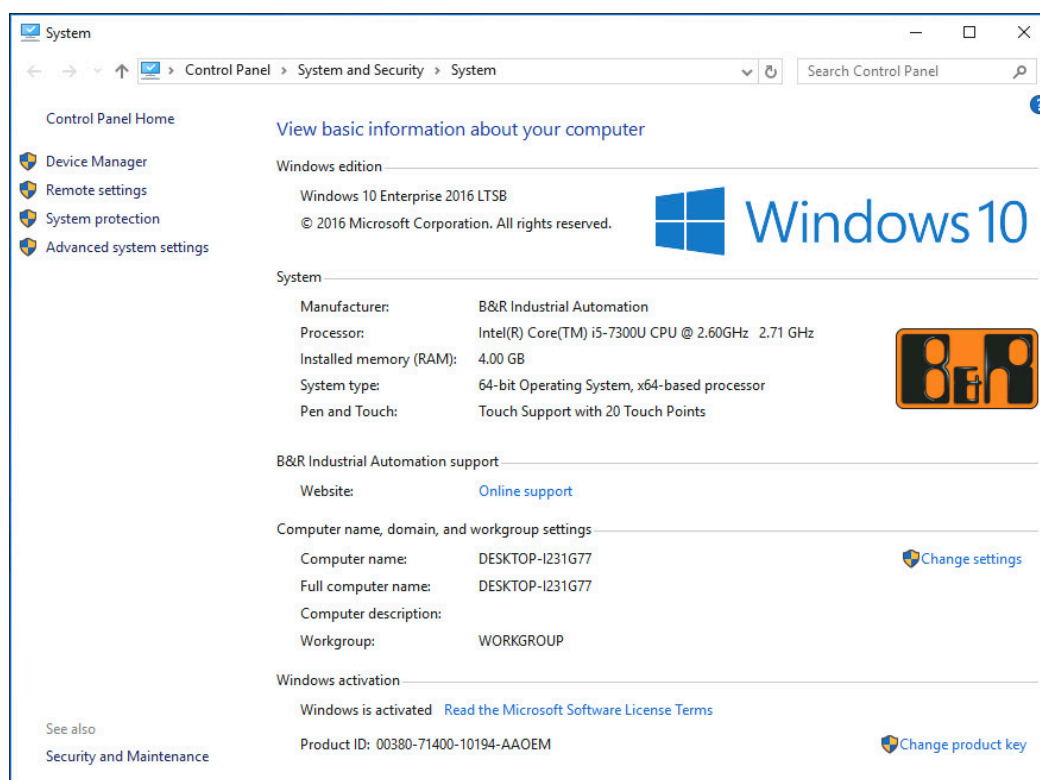 System
Control Panel > System and Security > System
Search Control Panel
Control Panel Home
Device Manager
Remote settings
System protection
Advanced system settings
View basic information about your computer
Windows edition
Windows 10 Enterprise 2016 LTSB
© 2016 Microsoft Corporation. All rights reserved.
Windows 10
System
Manufacturer: B&R Industrial Automation
Processor: Intel(R) Core(TM) i5-7300U CPU @ 2.60GHz 2.71 GHz
Installed memory (RAM): 4.00 GB
System type: 64-bit Operating System, x64-based processor
Pen and Touch: Touch Support with 20 Touch Points
B&R
B&R Industrial Automation support
Website: Online support
Computer name, domain, and workgroup settings
Computer name: DESKTOP-I231G77
Change settings
Full computer name: DESKTOP-I231G77
Computer description:
Workgroup: WORKGROUP
Windows activation
Windows is activated Read the Microsoft Software License Terms
Product ID: 00380-71400-10194-AAOEM
Change product key
See also
Security and Maintenance